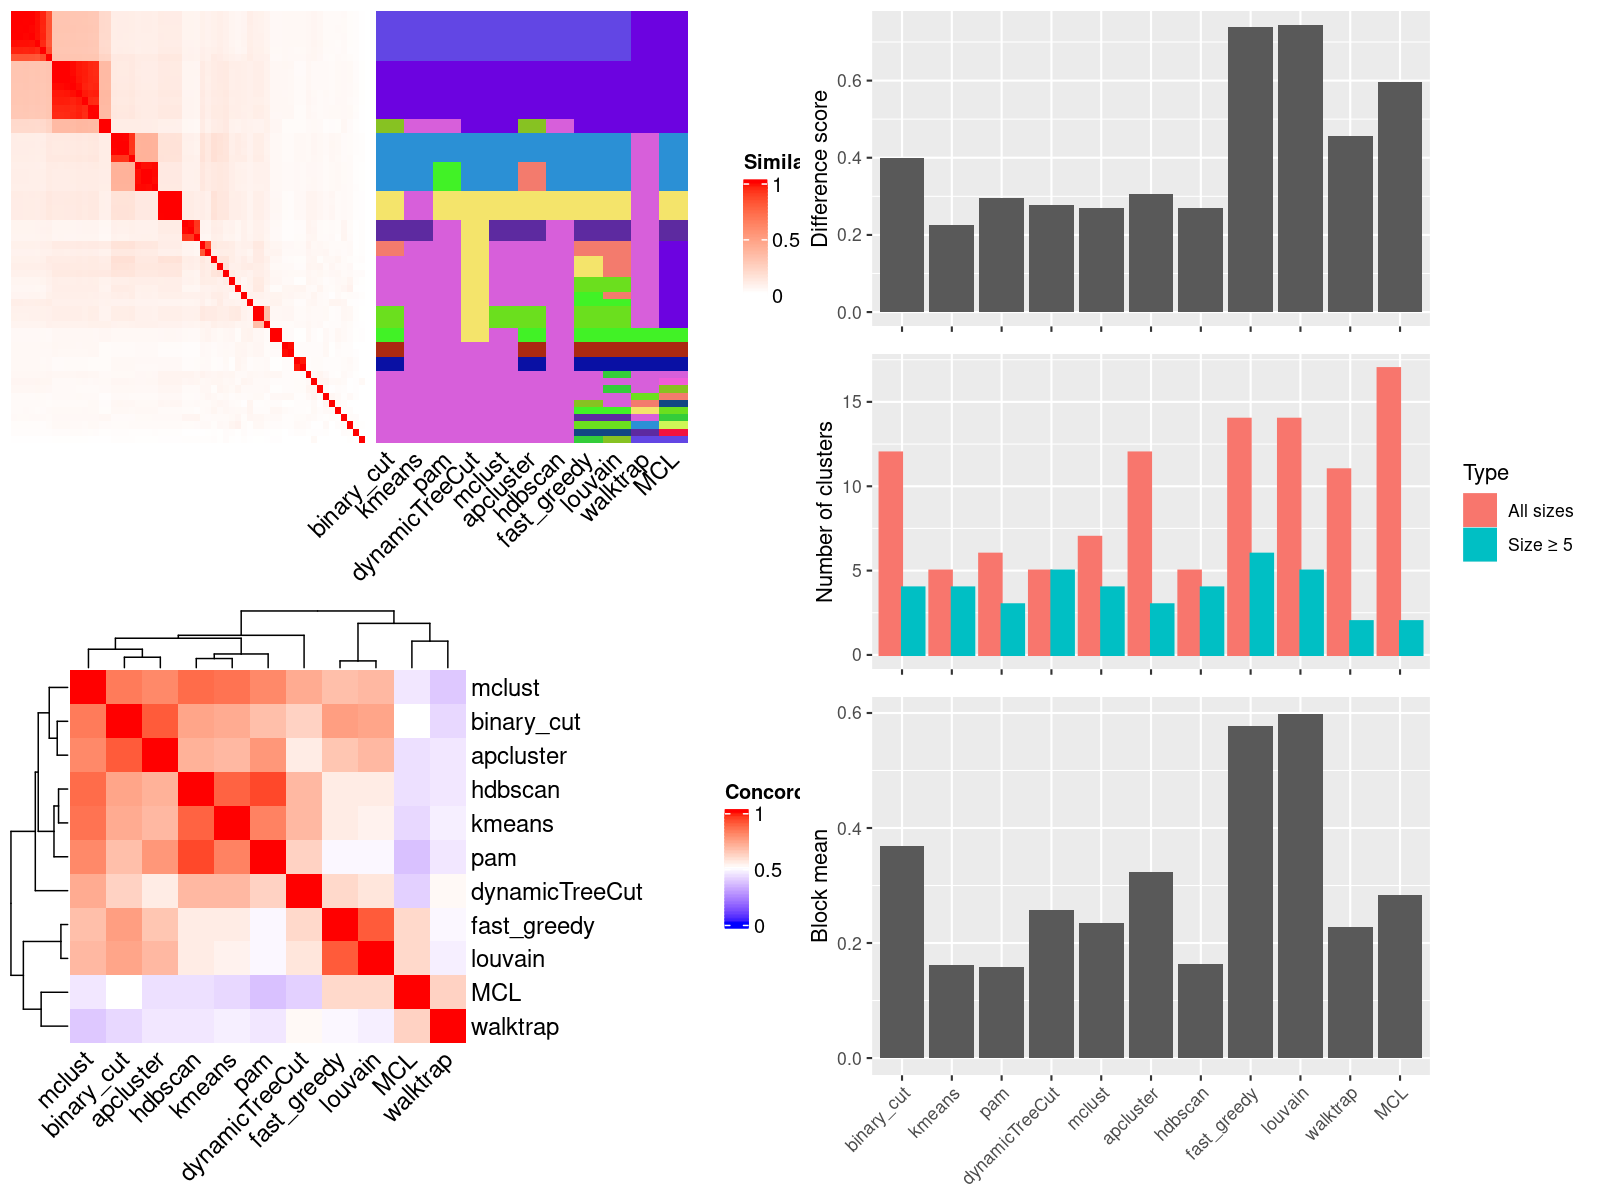 Simila
1
0.5
0
binary_cut
kmeans
pam
dynamicTreeCut
mclust
apcluster
hdbscan
fast_greedy
louvain
walktrap
MCL
mclust
binary_cut
apcluster
hdbscan
kmeans
pam
dynamicTreeCut
fast_greedy
louvain
MCL
walktrap
mclust
binary_cut
apcluster
hdbscan
kmeans
pam
dynamicTreeCut
fast_greedy
louvain
MCL
walktrap
Concord
1
0.5
0
Difference score
0.6
0.4
0.2
0.0
Number of clusters
15
10
5
0
Type
All sizes
Size ≥ 5
Block mean
0.6
0.4
0.2
0.0
binary_cut
kmeans
pam
dynamicTreeCut
mclust
apcluster
hdbscan
fast_greedy
louvain
walktrap
MCL